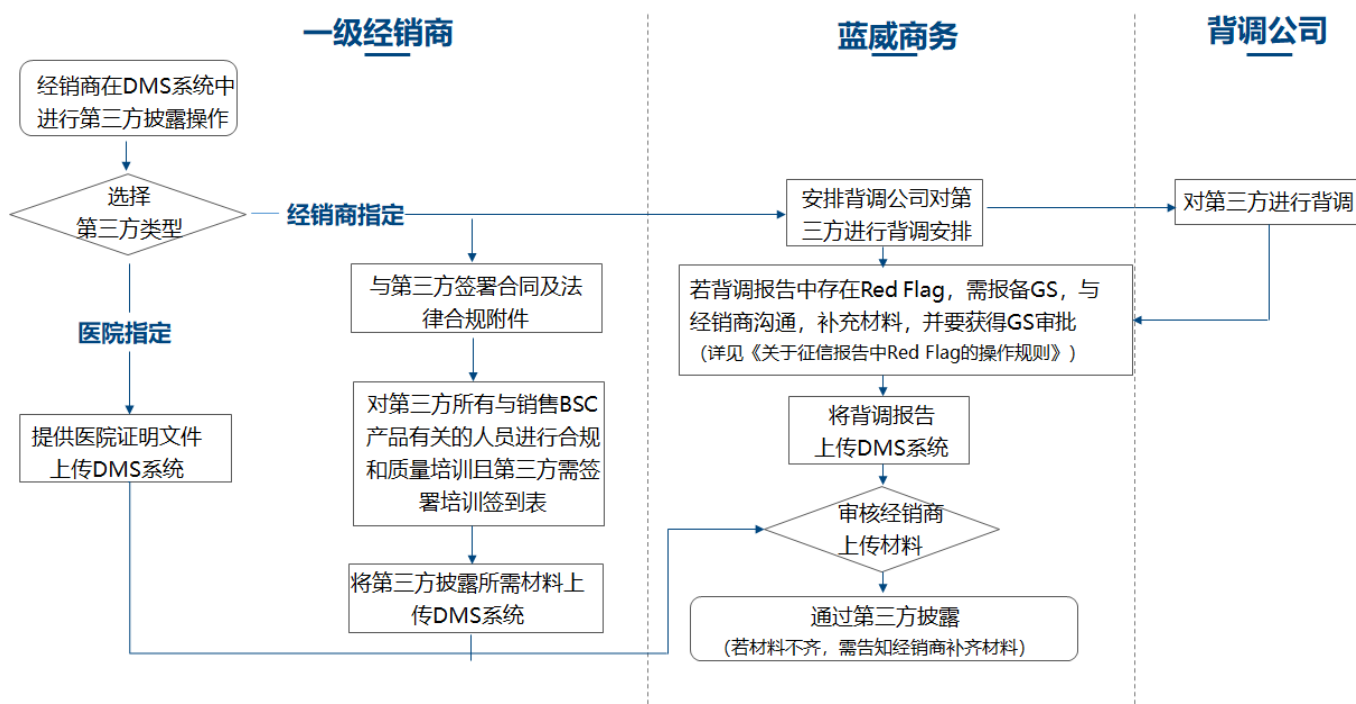 一级经销商
蓝威商务
背调公司
经销商在DMS系统中
进行第三方披露操作
选择
第三方类型
经销商指定
医院指定
提供医院证明文件
上传DMS系统
与第三方签署合同及法
律合规附件
对第三方所有与销售BSC
产品有关的人员进行合规
和质量培训且第三方需签
署培训签到表
将第三方披露所需材料上
传DMS系统
安排背调公司对第
三方进行背调安排
对第三方进行背调
若背调报告中存在Red Flag，需报备GS，与
经销商沟通，补充材料，并要获得GS审批
（详见《关于征信报告中Red Flag的操作规则》）
将背调报告
上传DMS系统
审核经销商
上传材料
通过第三方披露
（若材料不齐，需告知经销商补齐材料）